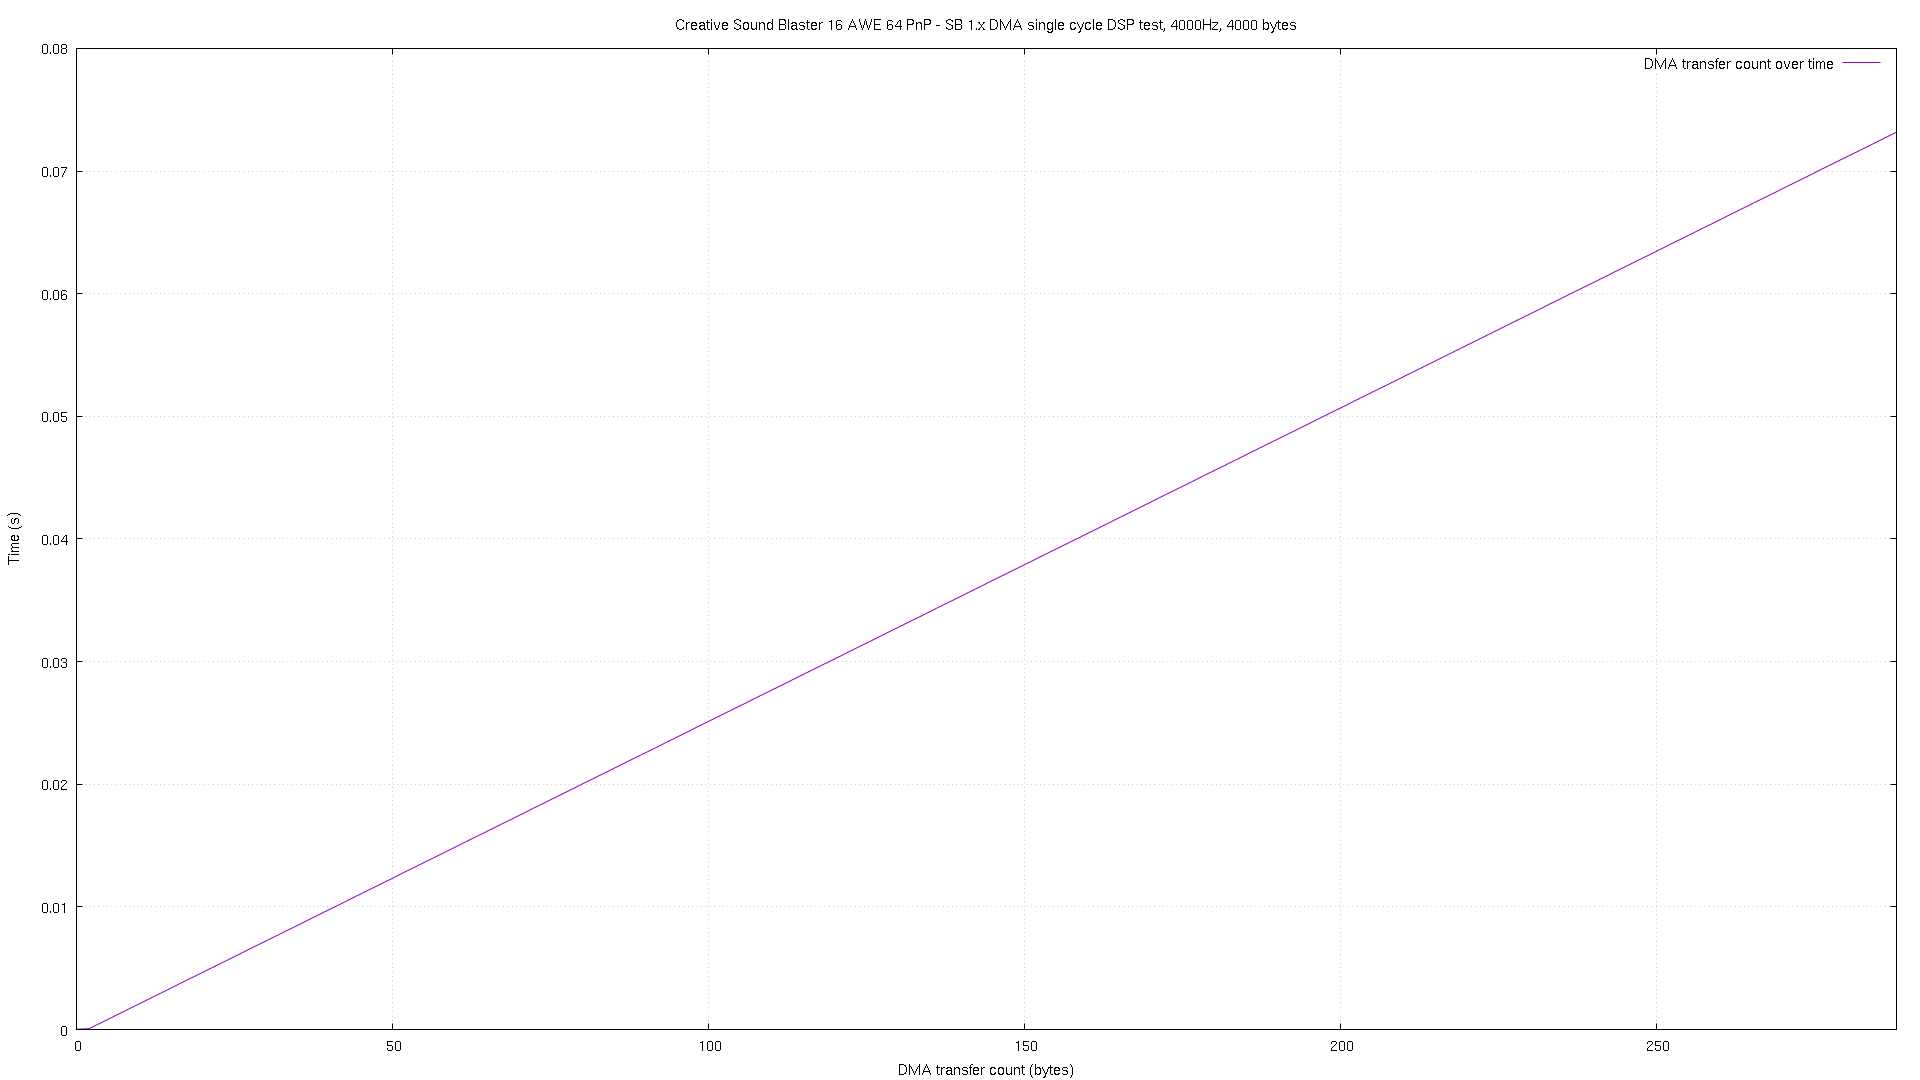 Creative Sound Blaster 16 AWE 64 PnP - SB 1.x DMA single cycle DSP test, 4000Hz, 4000 bytes
DMA transfer count over time
0.08
0.07
0.06
0.05
0.04
0.03
0.02
0.01
0
Time (s)
0 50 100 150 200 250
DMA transfer count (bytes)